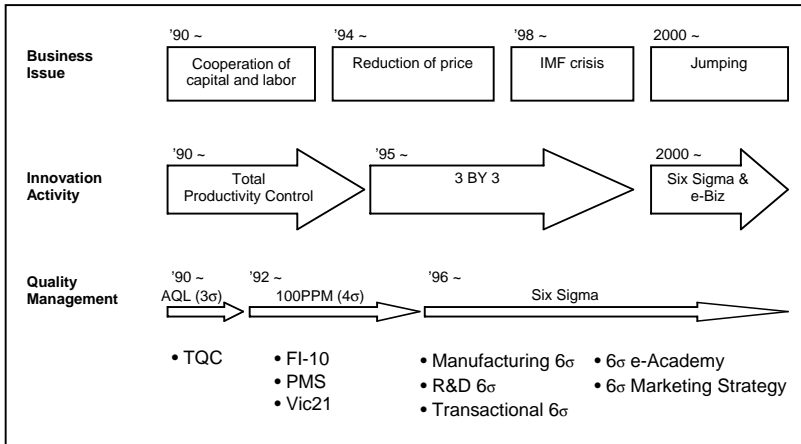 Business
Issue
'90 ~
'94 ~
'98 ~
2000 ~
Cooperation of
capital and labor
Reduction of price
IMF crisis
Jumping
Innovation
Activity
'90 ~
'95 ~
2000 ~
Total
Productivity Control
3 BY 3
Six Sigma &
e-Biz
Quality
Management
'90 ~
'92 ~
'96 ~
AQL (3σ)
100PPM (4σ)
Six Sigma
• TQC
• FI-10
• PMS
• Vic21
• Manufacturing 6σ
• R&D 6σ
• Transactional 6σ
• 6σ e-Academy
• 6σ Marketing Strategy